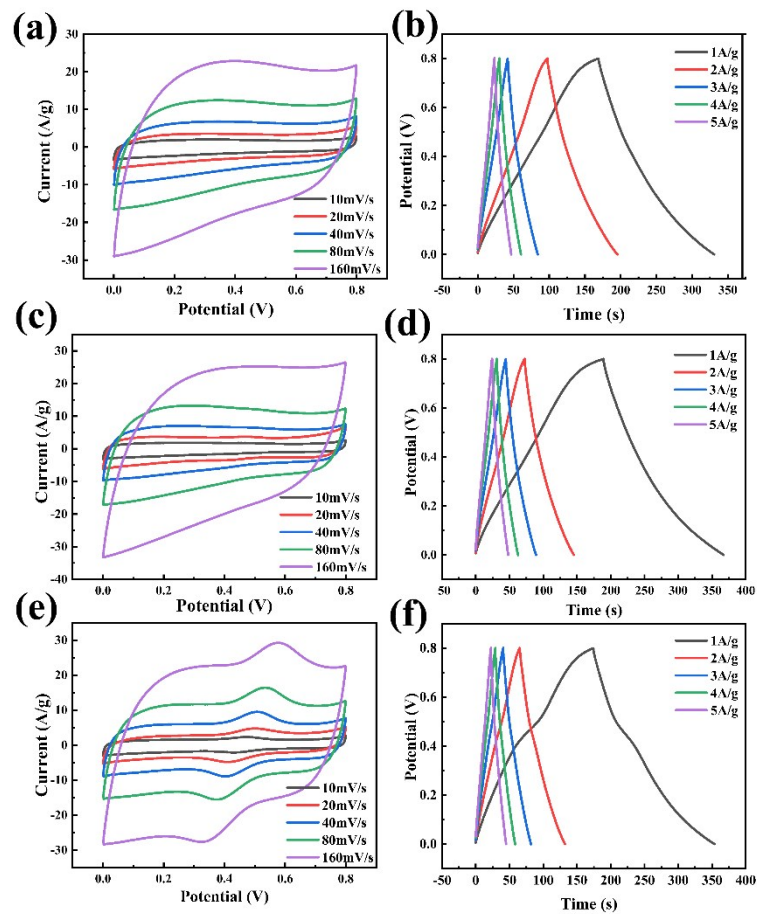 (a)
30
20
10
0
-10
-20
-30
Current (A/g)
10mV/s
20mV/s
40mV/s
80mV/s
160mV/s
0.0 0.2 0.4 0.6 0.8
Potential (V)
(b)
0.8
0.6
0.4
0.2
0.0
Potential (V)
1A/g
2A/g
3A/g
4A/g
5A/g
-50 0 50 100 150 200 250 300 350
Time (s)
(c)
30
20
10
0
-10
-20
-30
-40
Current (A/g)
10mV/s
20mV/s
40mV/s
80mV/s
160mV/s
0.0 0.2 0.4 0.6 0.8
Potential (V)
(d)
0.8
0.6
0.4
0.2
0.0
Potential (V)
1A/g
2A/g
3A/g
4A/g
5A/g
-50 0 50 100 150 200 250 300 350 400
Time (s)
(e)
30
20
10
0
-10
-20
-30
Current (A/g)
10mV/s
20mV/s
40mV/s
80mV/s
160mV/s
0.0 0.2 0.4 0.6 0.8
Potential (V)
(f)
0.8
0.6
0.4
0.2
0.0
Potential (V)
1A/g
2A/g
3A/g
4A/g
5A/g
-50 0 50 100 150 200 250 300 350 400
Time (s)